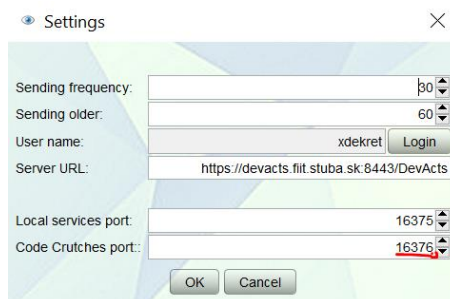 Settings
Sending frequency: 30
Sending older: 60
User name: xdekret Login
Server URL: https://devacts.fiit.stuba.sk:8443/DevActs
Local services port: 16375
Code Crutches port:: 16376
OK Cancel